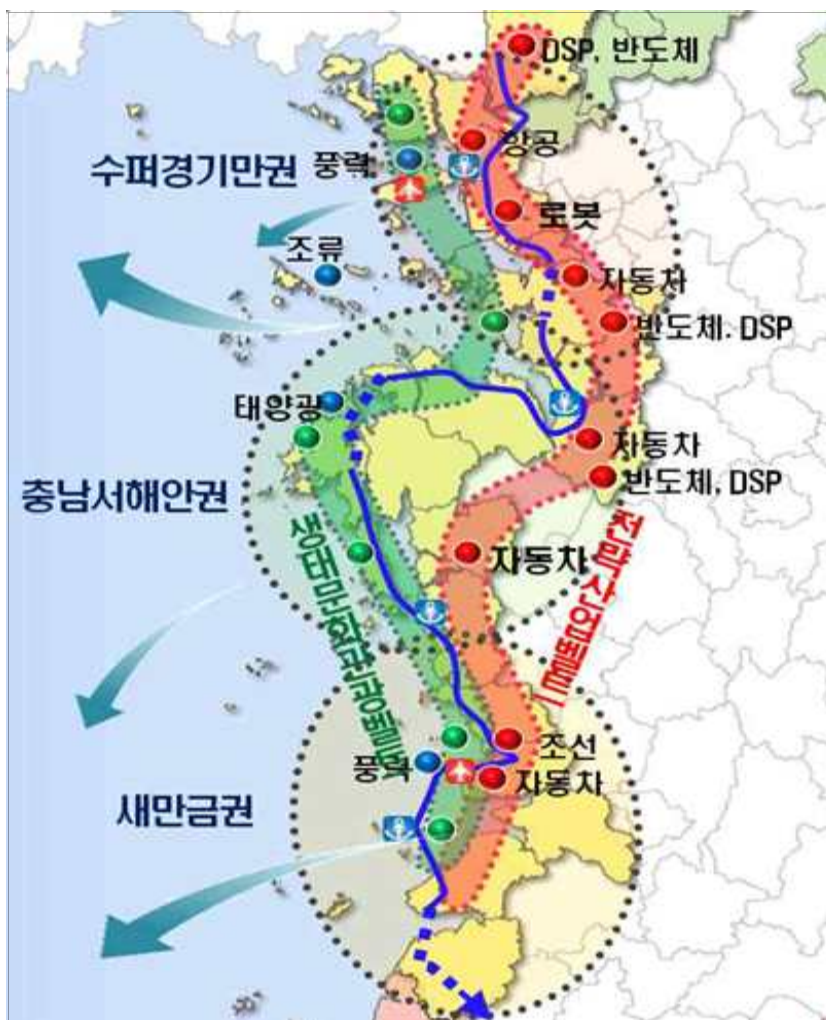 DSP, 반도체
항공
수퍼경기만권
풍력
로봇
조류
자동차
반도체. DSP
태양광
자동차
충남서해안권
반도체, DSP
자동차
생태문화관광벨트
전략산업벨트
조선
풍력
자동차
새만금권